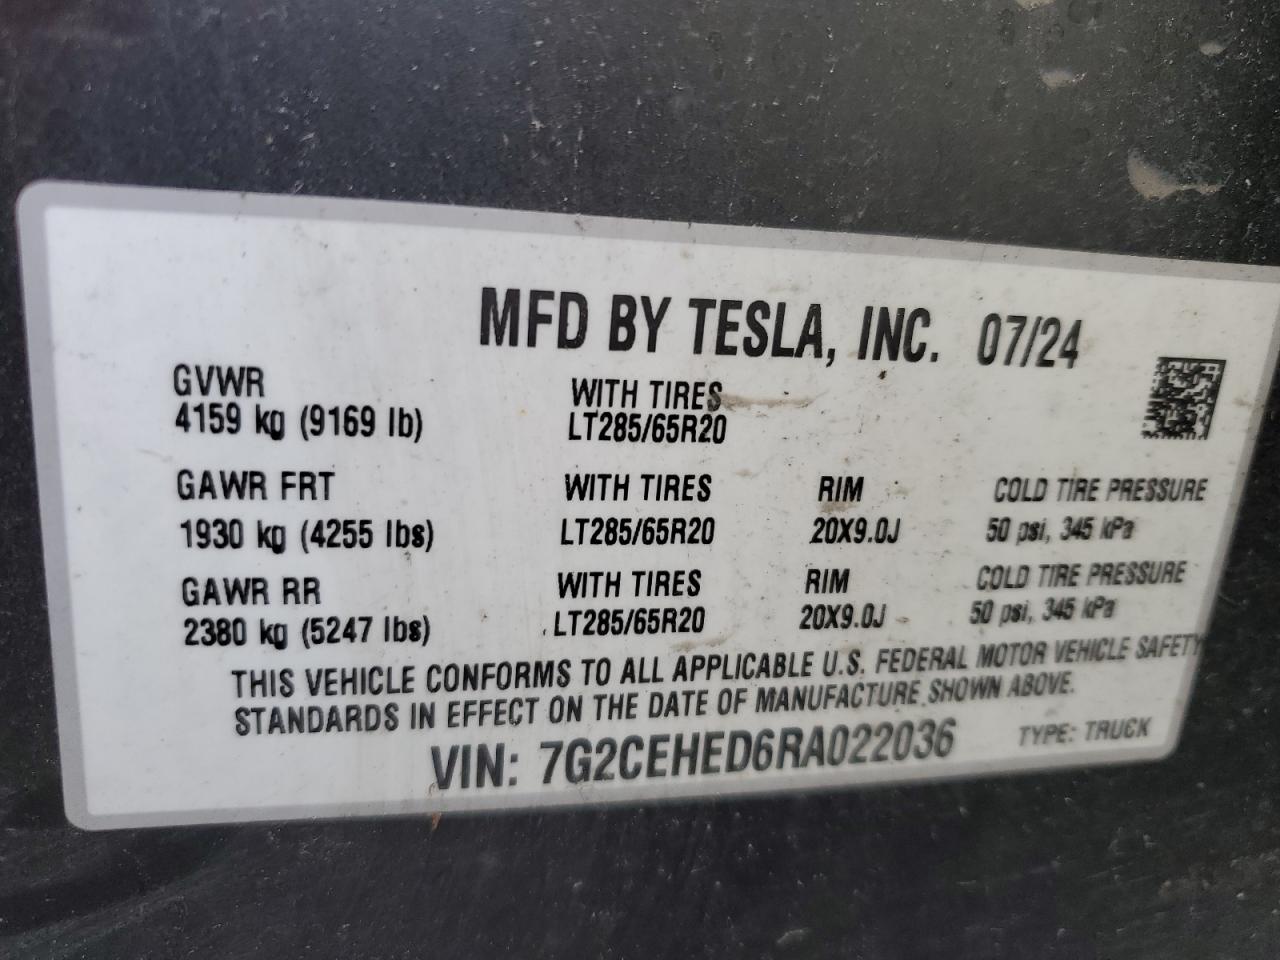 MFD BY TESLA, INC. 07/24
GVWR WITH TIRES
4159 kg (9169 lb) LT285/65R20
GAWR FRT WITH TIRES RIM COLD TIRE PRESSURE
1930 kg (4255 lbs) LT285/65R20 20X9.0J 50 psi, 345 kPa
GAWR RR WITH TIRES RIM COLD TIRE PRESSURE
2380 kg (5247 lbs) LT285/65R20 20X9.0J 50 psi, 345 kPa
THIS VEHICLE CONFORMS TO ALL APPLICABLE U.S. FEDERAL MOTOR VEHICLE SAFETY
STANDARDS IN EFFECT ON THE DATE OF MANUFACTURE SHOWN ABOVE.
VIN: 7G2CEHED6RA022036 TYPE: TRUCK